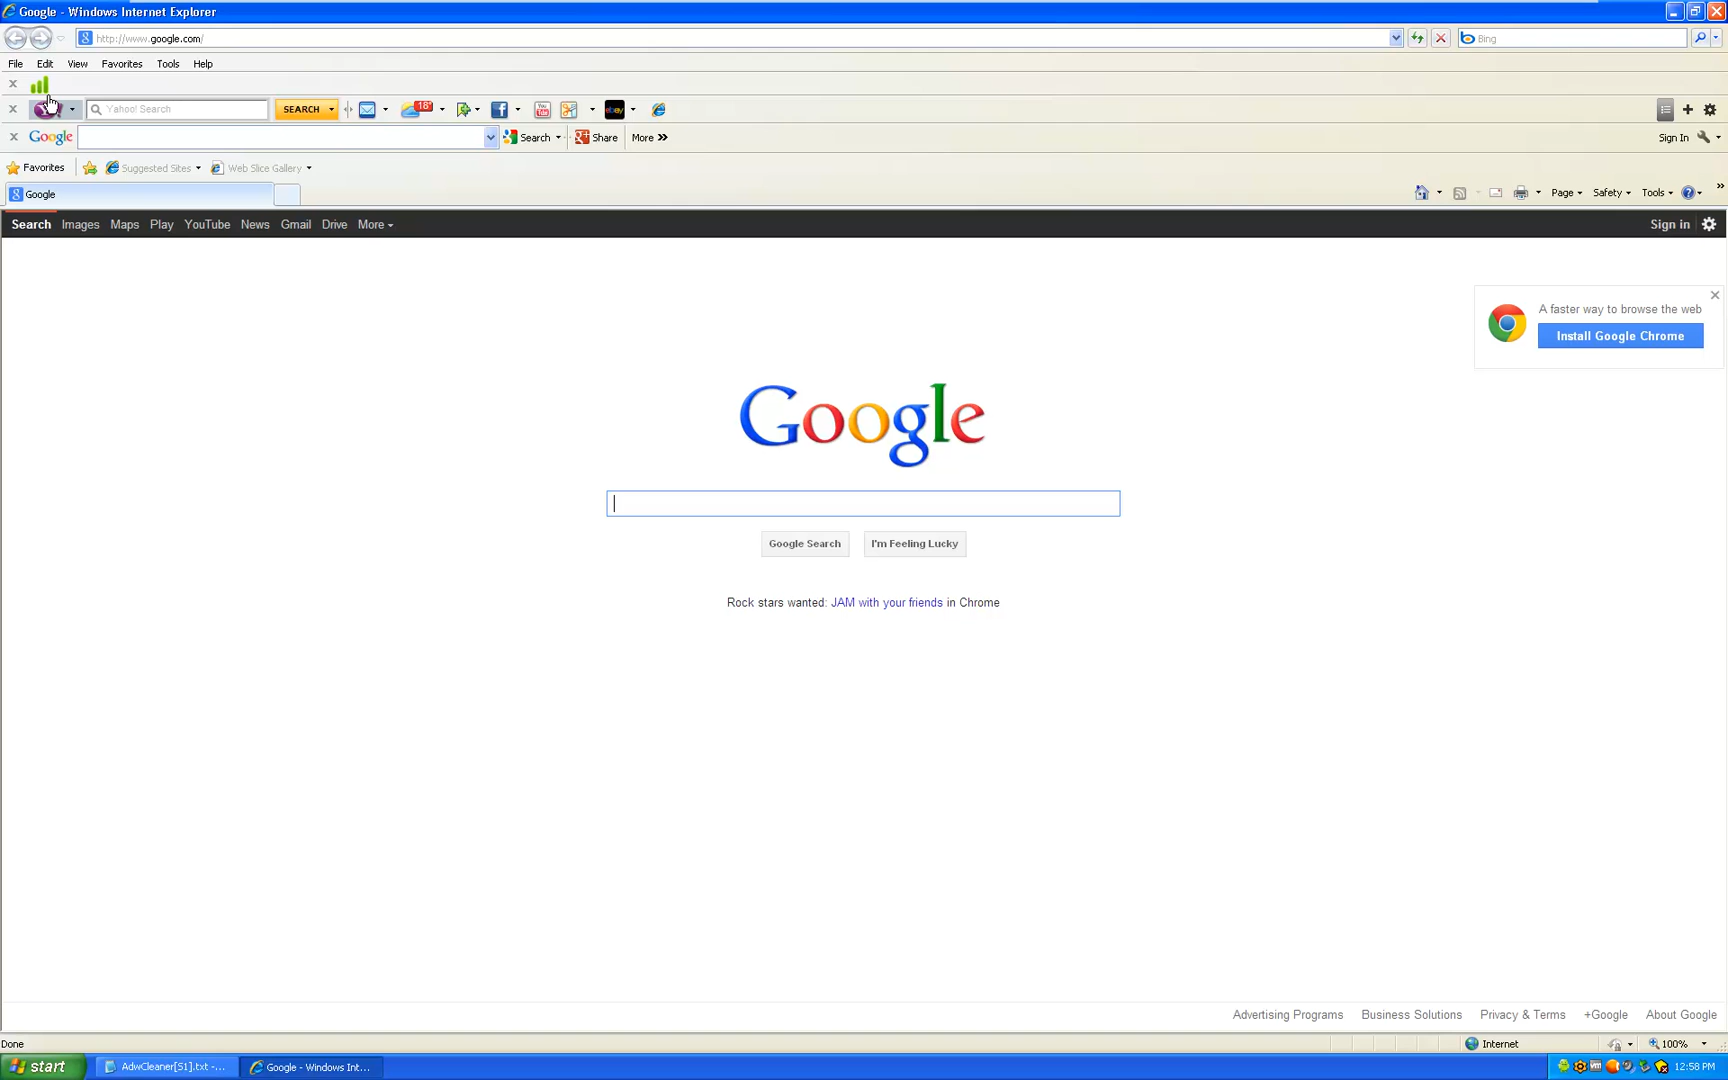 Google - Windows Internet Explorer
http://www.google.com/
Bing
File Edit View Favorites Tools Help
Yahoo! Search SEARCH 18° You Tube ebay
Google Search Share More Sign In
Favorites Suggested Sites Web Slice Gallery
Google Page Safety Tools
Search Images Maps Play YouTube News Gmail Drive More Sign in
A faster way to browse the web
Install Google Chrome
Google
Google Search I'm Feeling Lucky
Rock stars wanted: JAM with your friends in Chrome
Advertising Programs Business Solutions Privacy & Terms +Google About Google
Done Internet 100%
start AdwCleaner[S1].txt -... Google - Windows Int... 12:58 PM